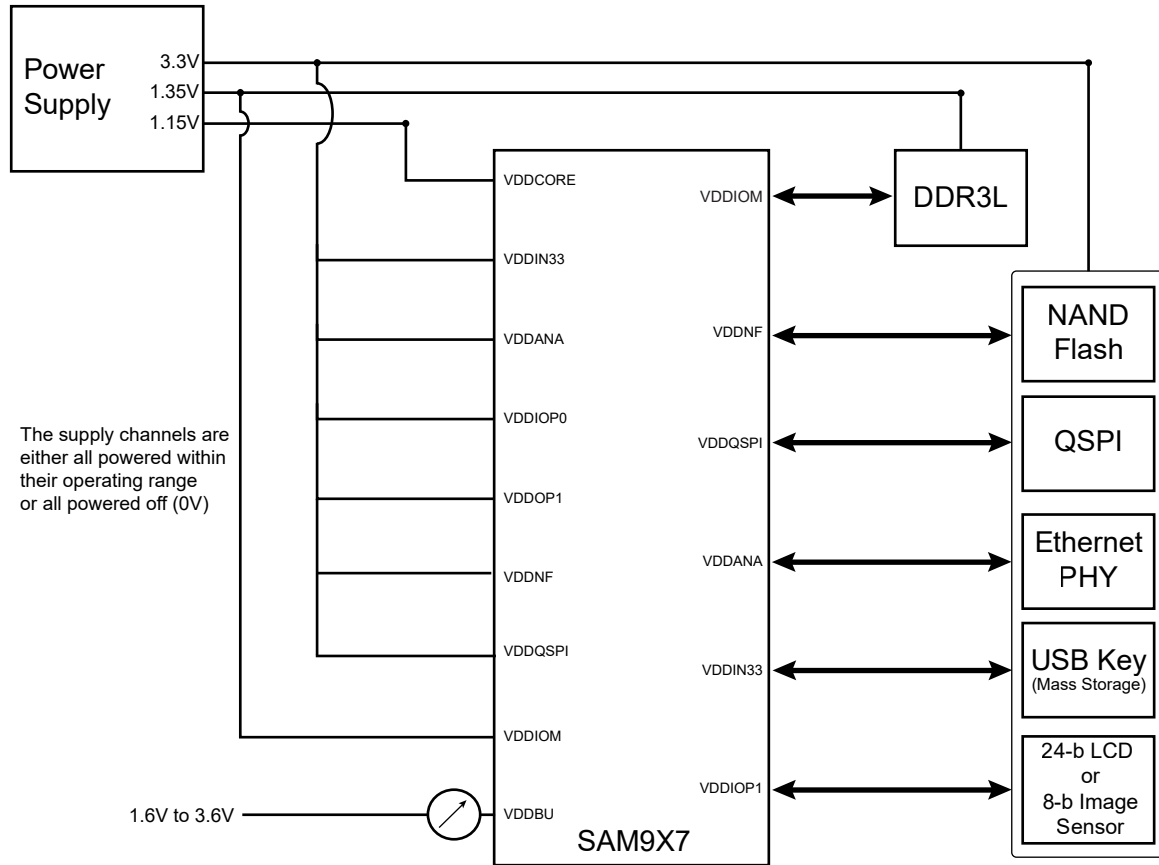 Power
Supply
3.3V
1.35V
1.15V
VDDCORE
VDDIN33
VDDANA
VDDIOP0
VDDOP1
VDDNF
VDDQSPI
VDDIOM
VDDBU
The supply channels are
either all powered within
their operating range
or all powered off (0V)
1.6V to 3.6V
SAM9X7
VDDIOM
VDDNF
VDDQSPI
VDDANA
VDDIN33
VDDIOP1
DDR3L
NAND
Flash
QSPI
Ethernet
PHY
USB Key
(Mass Storage)
24-b LCD
or
8-b Image
Sensor